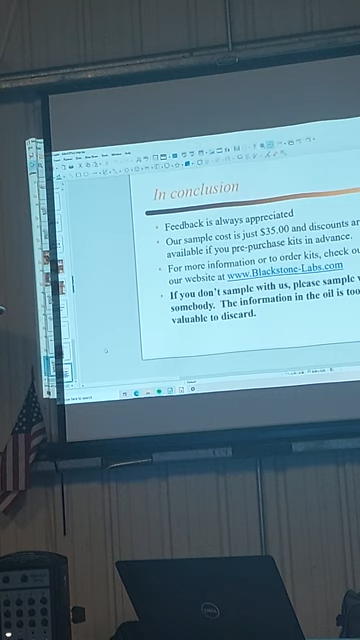 In conclusion
Feedback is always appreciated
Our sample cost is just $35.00 and discounts
available if you pre-purchase kits in advance.
For more information or to order kits, check
our website at www.Blackstone-Labs.com
If you don't sample with us, please sample
somebody. The information in the oil is too
valuable to discard.
DELL